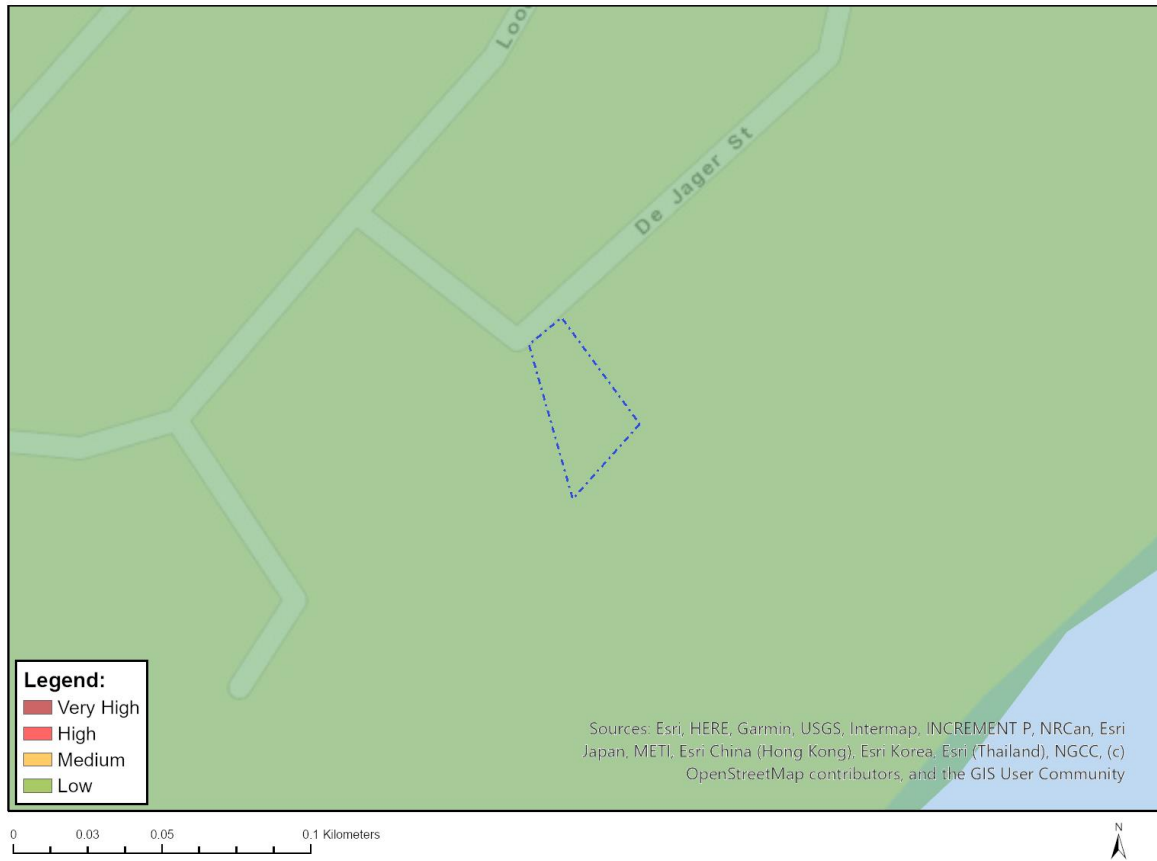 Loo
De Jager St
Legend:
Very High
High
Medium
Low
Sources: Esri, HERE, Garmin, USGS, Intermap, INCREMENT P, NRCan, Esri
Japan, METI, Esri China (Hong Kong), Esri Korea, Esri (Thailand), NGCC, (c)
OpenStreetMap contributors, and the GIS User Community
0 0.03 0.05 0.1 Kilometers
N